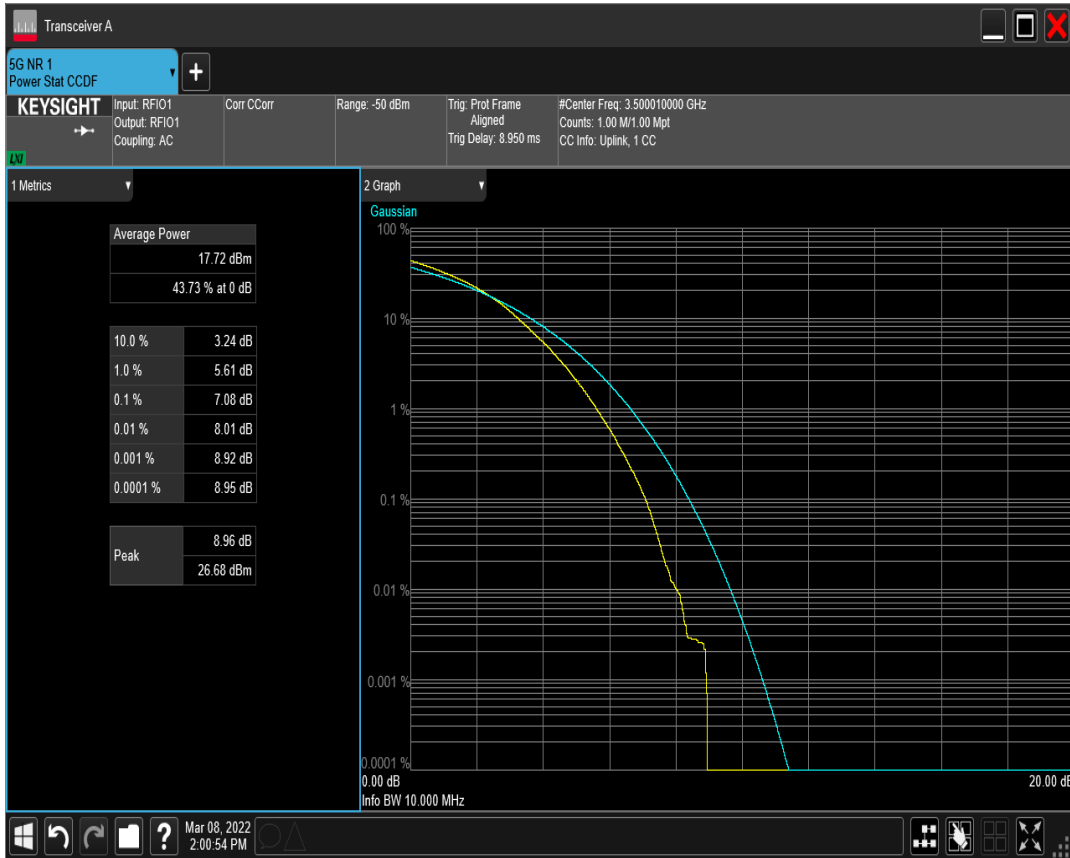 Transceiver A
5G NR 1
Power Stat CCDF
+
KEYSIGHT
LXI
Input: RFIO1
Output: RFIO1
Coupling: AC
Corr CCorr
Range: -50 dBm
Trig: Prot Frame
Aligned
Trig Delay: 8.950 ms
#Center Freq: 3.500010000 GHz
Counts: 1.00 M/1.00 Mpt
CC Info: Uplink, 1 CC
1 Metrics
Average Power
17.72 dBm
43.73 % at 0 dB
10.0 % 3.24 dB
1.0 % 5.61 dB
0.1 % 7.08 dB
0.01 % 8.01 dB
0.001 % 8.92 dB
0.0001 % 8.95 dB
Peak
8.96 dB
26.68 dBm
2 Graph
Gaussian
100 %
10 %
1 %
0.1 %
0.01 %
0.001 %
0.0001 %
0.00 dB 20.00 dB
Info BW 10.000 MHz
?
Mar 08, 2022
2:00:54 PM